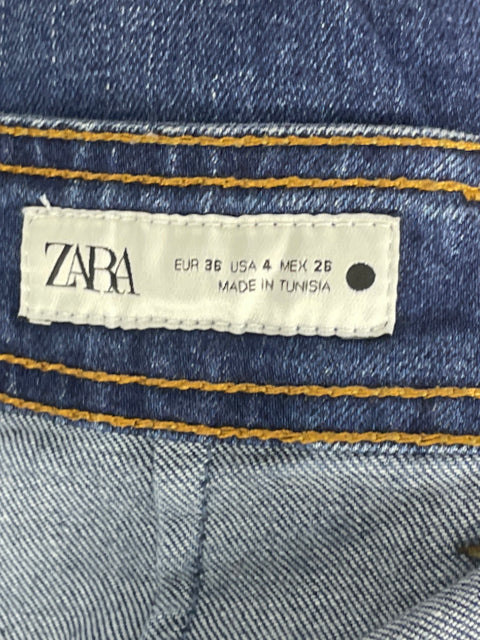 ZARA
EUR 36 USA 4 MEX 26
MADE IN TUNISIA